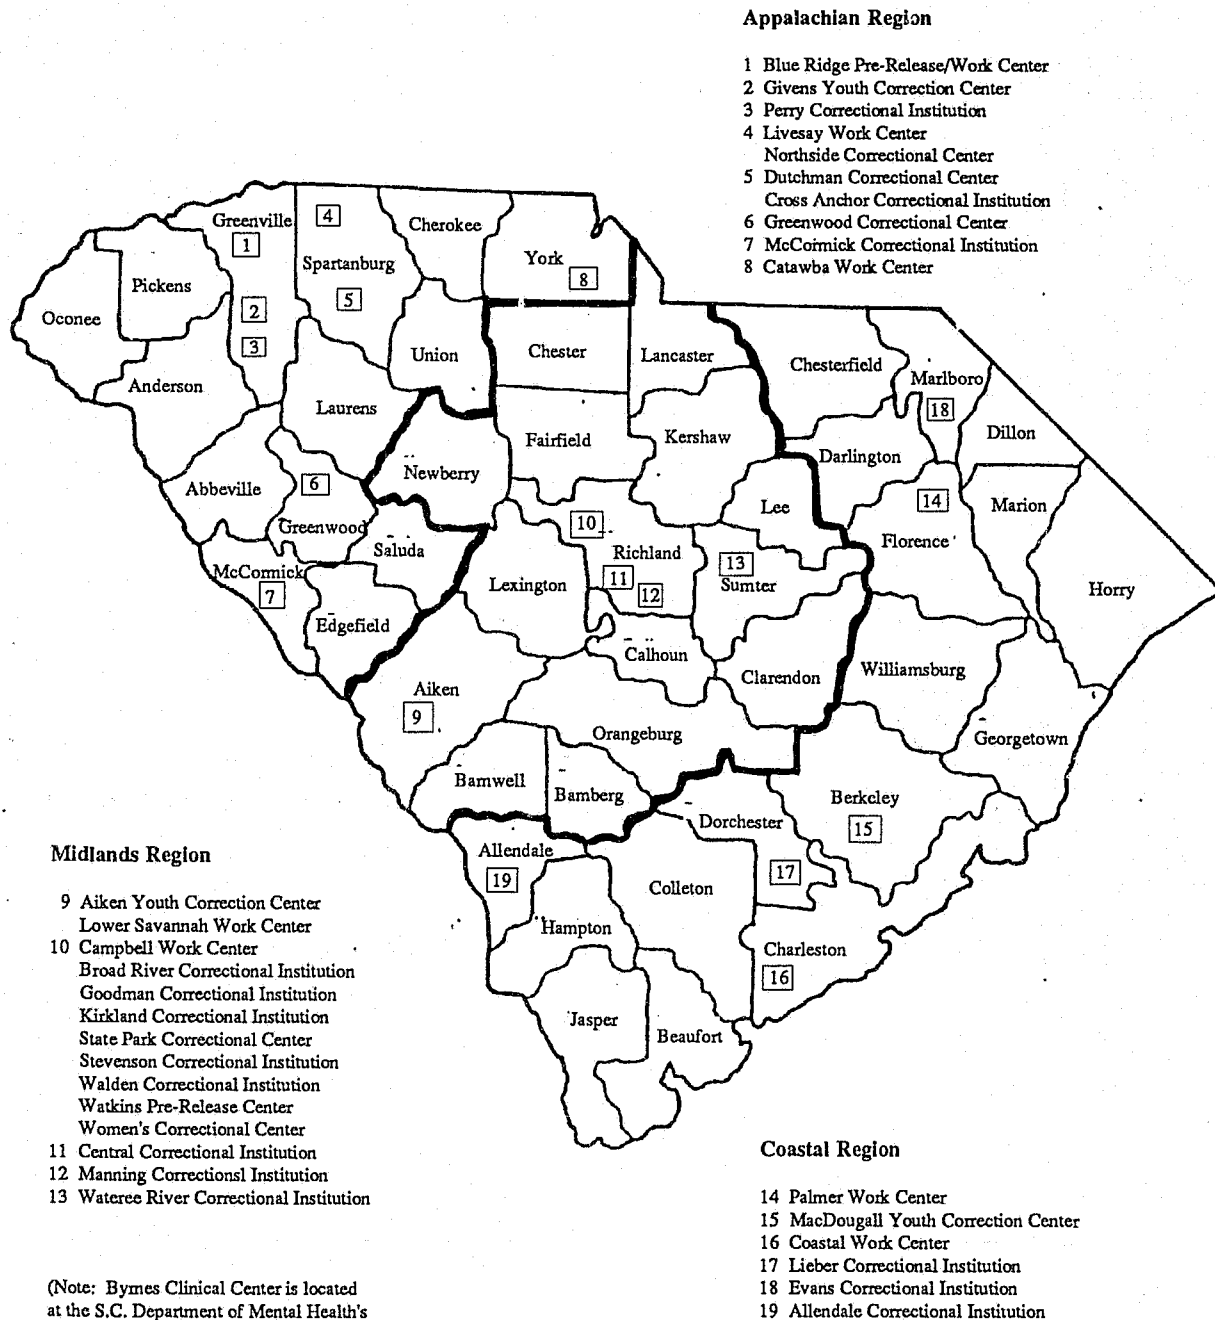 Appalachian Region
1 Blue Ridge Pre-Release/Work Center
2 Givens Youth Correction Center
3 Perry Correctional Institution
4 Livesay Work Center
Northside Correctional Center
5 Dutchman Correctional Center
Cross Anchor Correctional Institution
6 Greenwood Correctional Center
7 McCormick Correctional Institution
8 Catawba Work Center
Greenville
1
4
Cherokee
York
8
Spartanburg
5
Pickens
2
3
Oconee
Union
Chester
Lancaster
Chesterfield
Marlboro
18
Anderson
Laurens
Fairfield
Kershaw
Dillon
Darlington
Newberry
Abbeville
6
Greenwood
Lee
14
Marion
10
Richland
11
12
Saluda
Florence
McCormick
7
Lexington
13
Sumter
Horry
Edgefield
Calhoun
Clarendon
Williamsburg
Aiken
9
Orangeburg
Georgetown
Barnwell
Bamberg
Berkeley
15
Dorchester
17
Allendale
19
Colleton
Hampton
Charleston
16
Jasper
Beaufort
Midlands Region
9 Aiken Youth Correction Center
Lower Savannah Work Center
10 Campbell Work Center
Broad River Correctional Institution
Goodman Correctional Institution
Kirkland Correctional Institution
State Park Correctional Center
Stevenson Correctional Institution
Walden Correctional Institution
Watkins Pre-Release Center
Women's Correctional Center
11 Central Correctional Institution
12 Manning Correctionsl Institution
13 Wateree River Correctional Institution
Coastal Region
14 Palmer Work Center
15 MacDougall Youth Correction Center
16 Coastal Work Center
17 Lieber Correctional Institution
18 Evans Correctional Institution
19 Allendale Correctional Institution
(Note: Byrnes Clinical Center is located
at the S.C. Department of Mental Health's